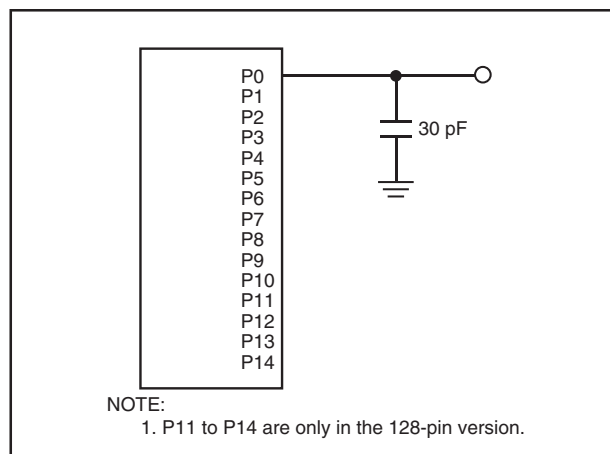 P0
P1
P2
P3
P4
P5
P6
P7
P8
P9
P10
P11
P12
P13
P14
30 pF
NOTE:
1. P11 to P14 are only in the 128-pin version.